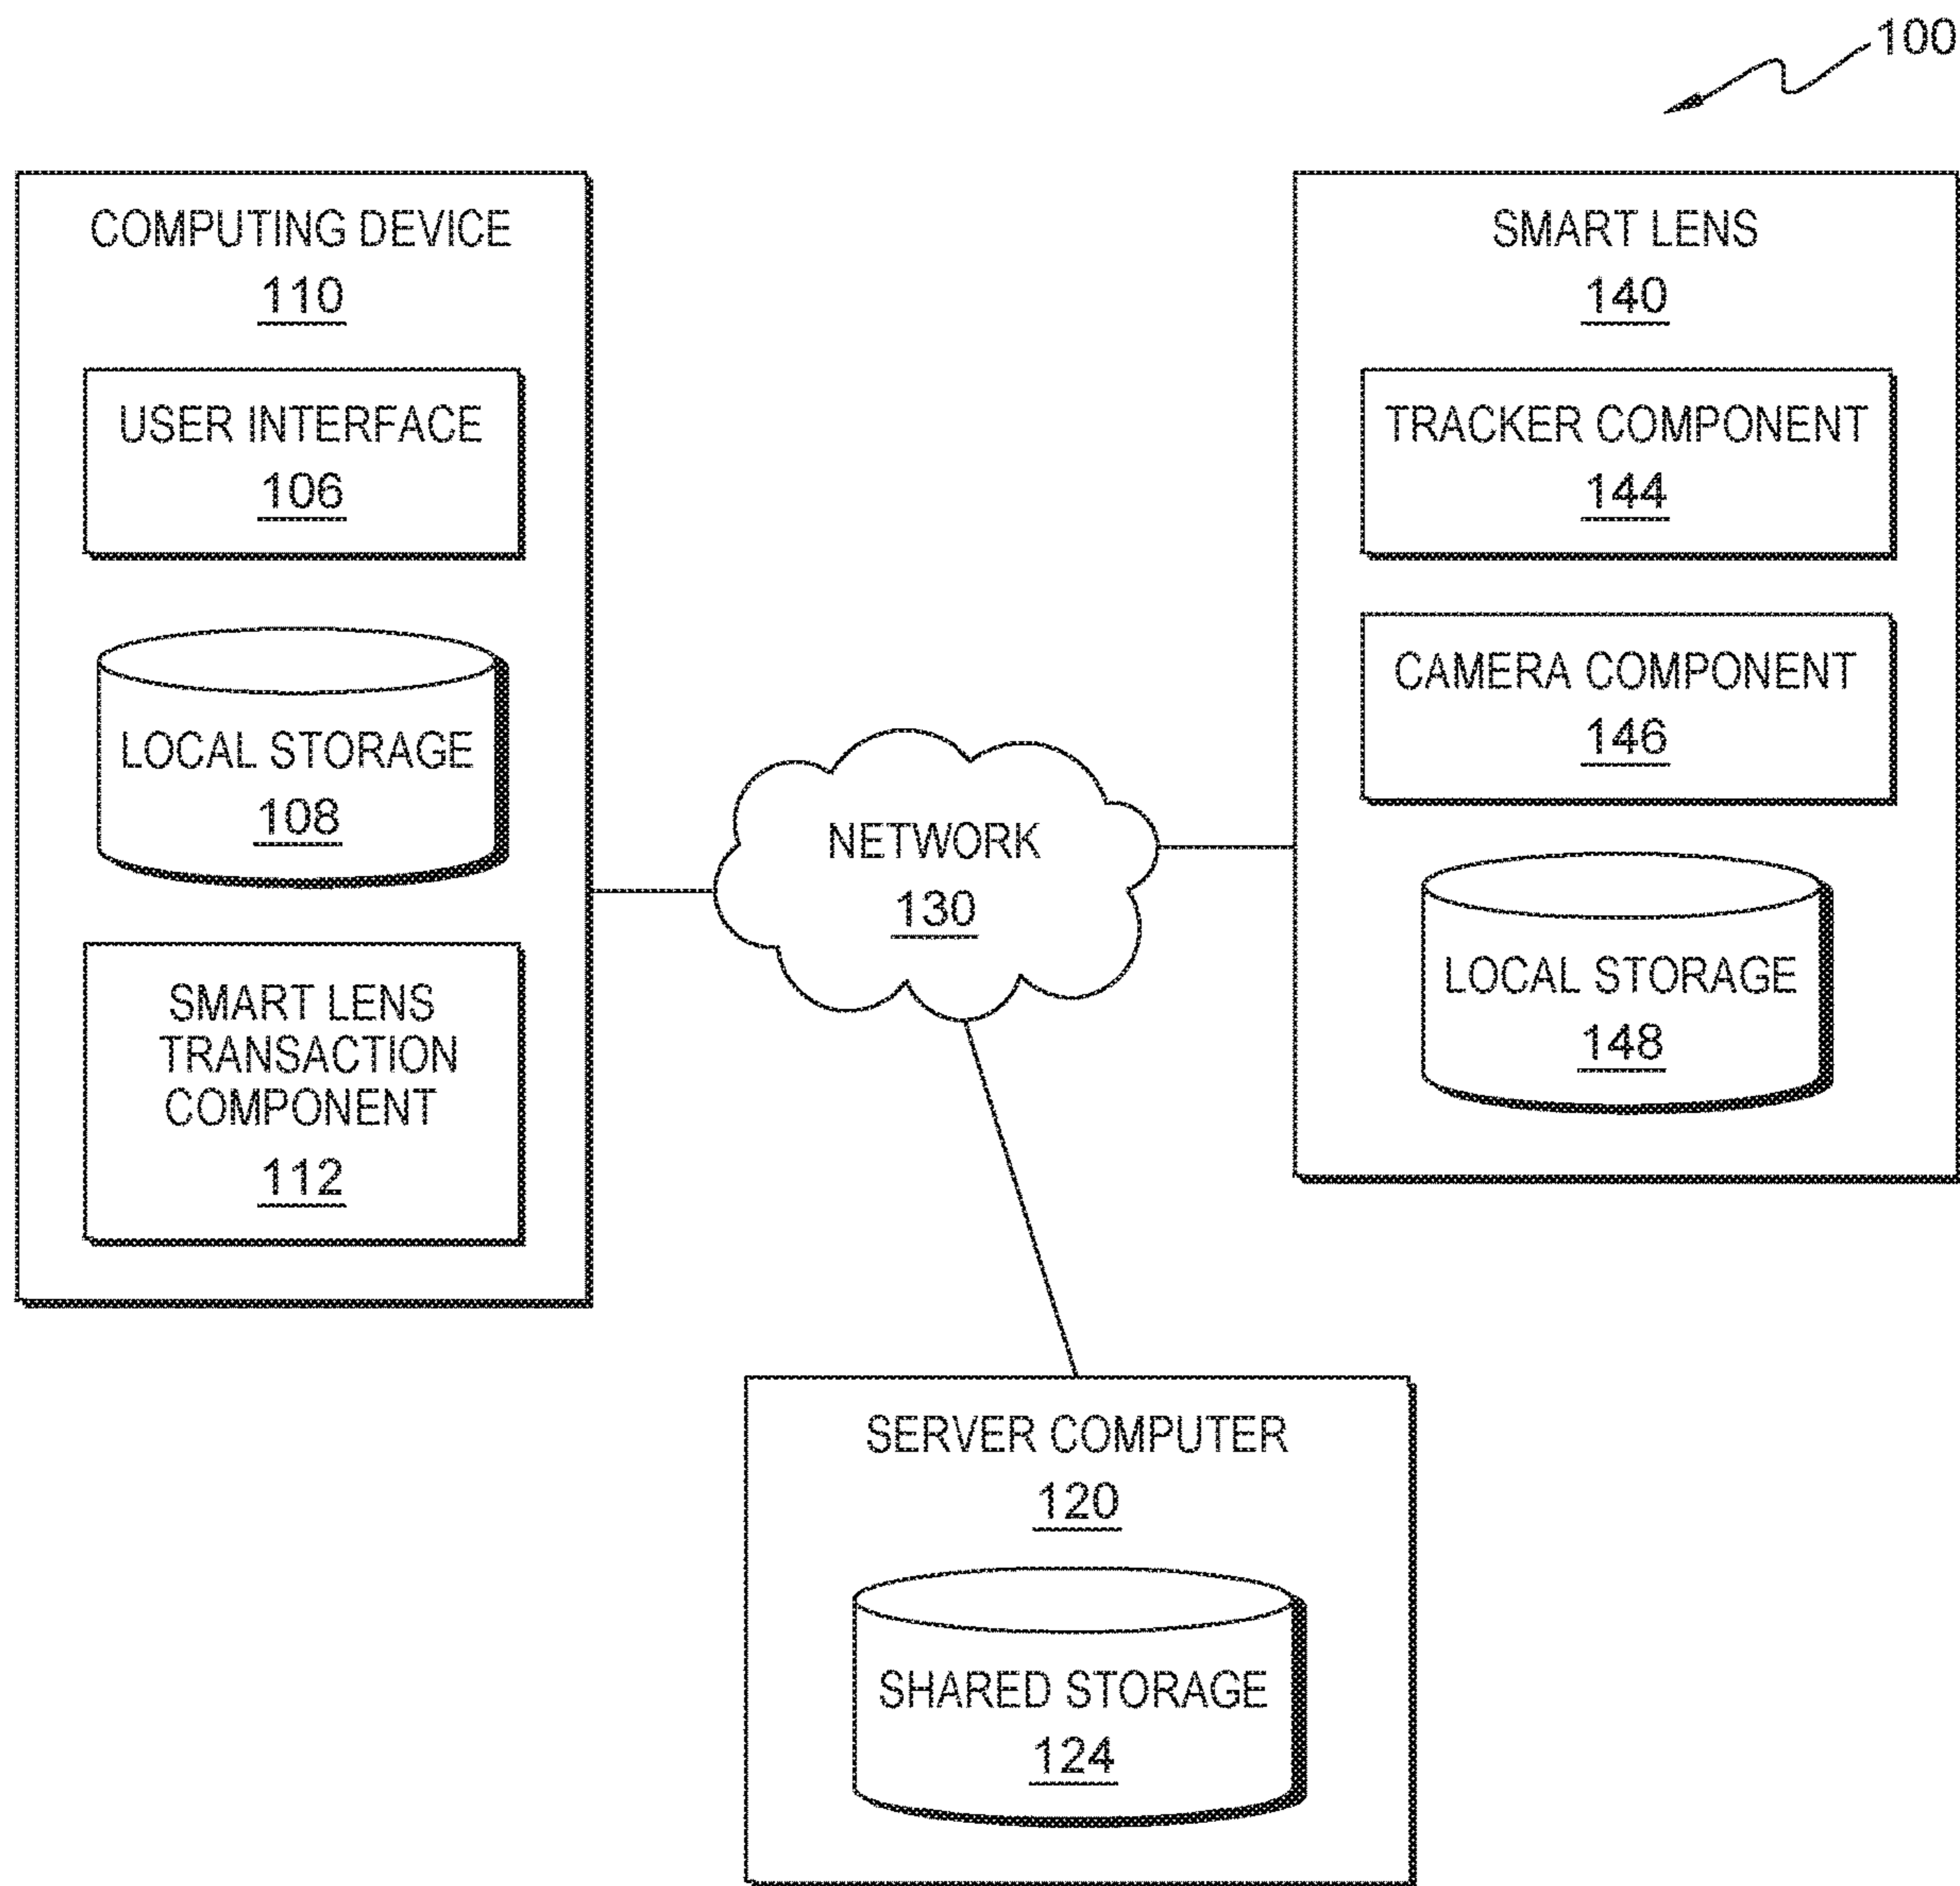 100
COMPUTING DEVICE
110
USER INTERFACE
106
LOCAL STORAGE
108
SMART LENS
TRANSACTION
COMPONENT
112
NETWORK
130
SMART LENS
140
TRACKER COMPONENT
144
CAMERA COMPONENT
146
LOCAL STORAGE
148
SERVER COMPUTER
120
SHARED STORAGE
124